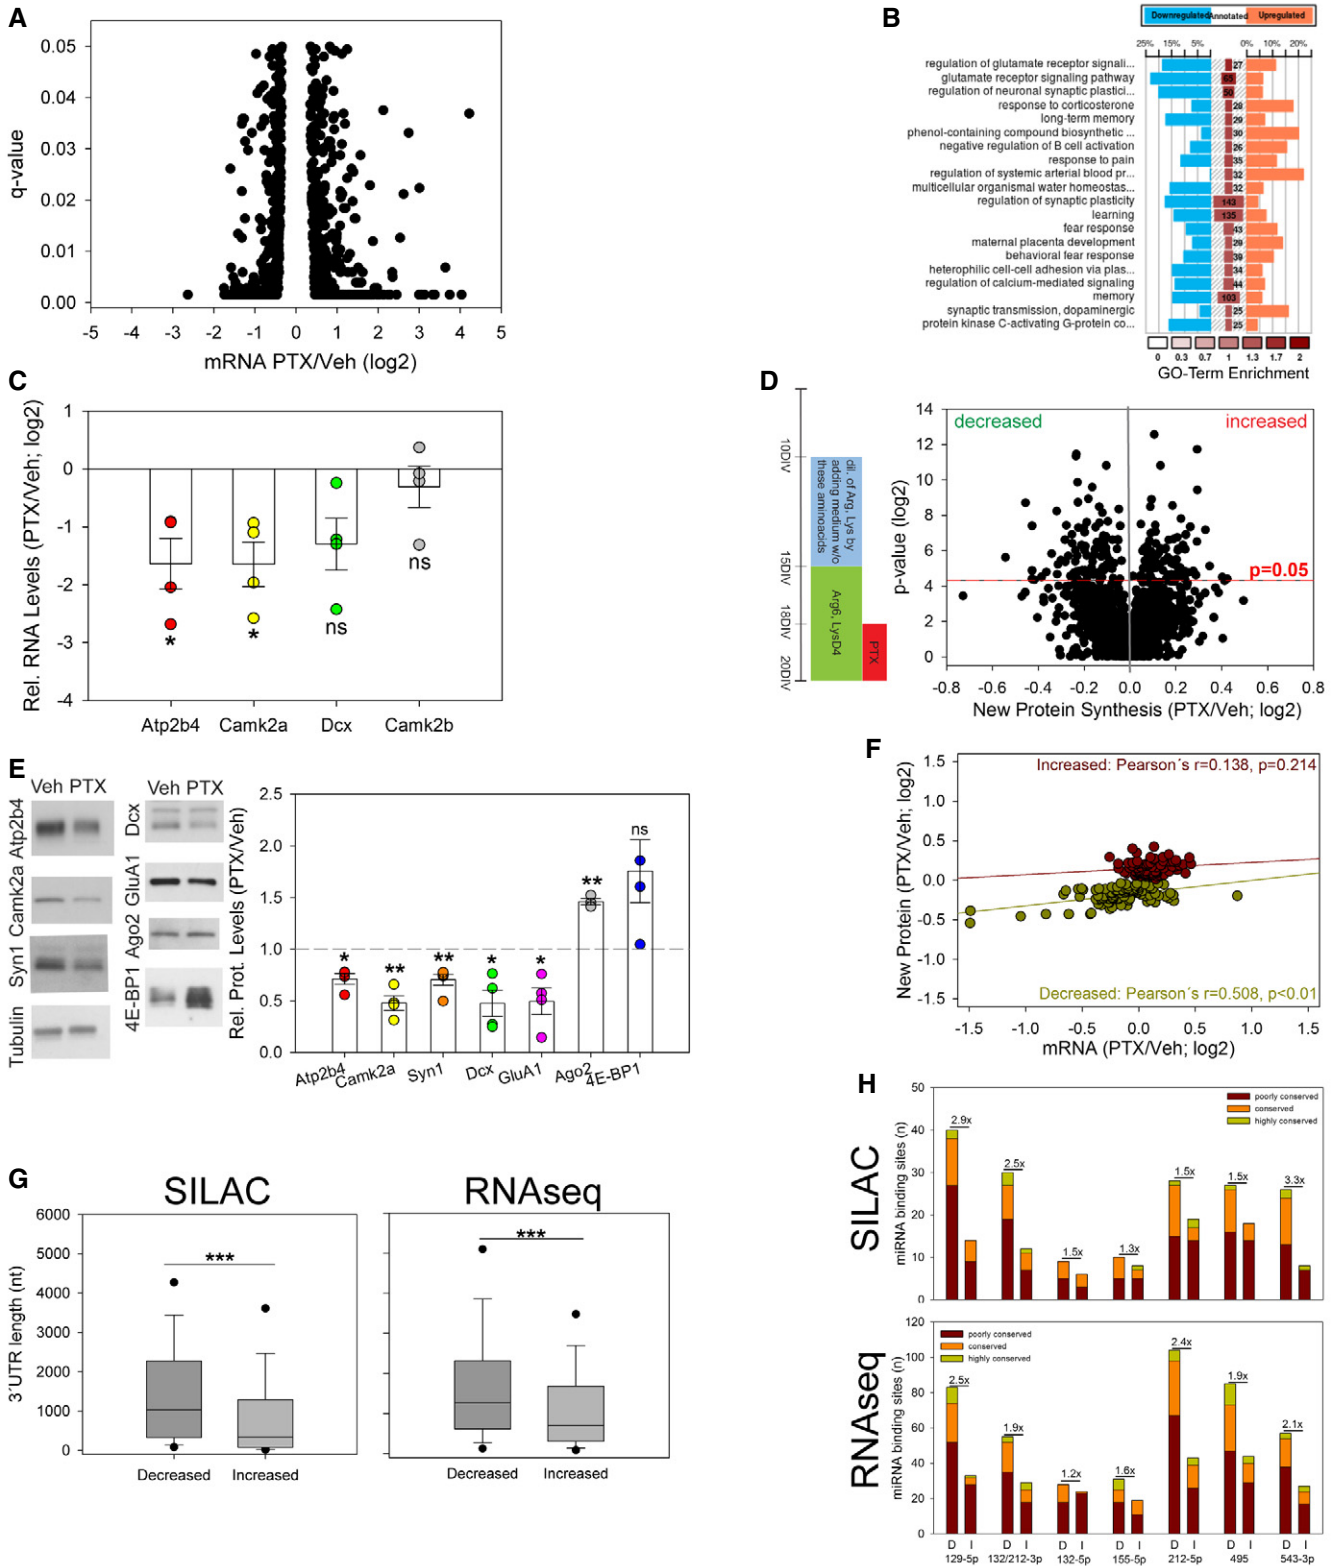 A
q-value
0.05
0.04
0.03
0.02
0.01
0.00
-5 -4 -3 -2 -1 0 1 2 3 4 5
mRNA PTX/Veh (log2)
B
Downregulated Annotated Upregulated
25% 15% 5% 0% 10% 20%
regulation of glutamate receptor signali... 27
glutamate receptor signaling pathway 65
regulation of neuronal synaptic plastici... 50
response to corticosterone 28
long-term memory 29
phenol-containing compound biosynthetic ... 30
negative regulation of B cell activation 26
response to pain 35
regulation of systemic arterial blood pr... 32
multicellular organismal water homeostas... 32
regulation of synaptic plasticity 143
learning 135
fear response 43
maternal placenta development 29
behavioral fear response 39
heterophilic cell-cell adhesion via plas... 34
regulation of calcium-mediated signaling 44
memory 103
synaptic transmission, dopaminergic 25
protein kinase C-activating G-protein co... 25
0 0.3 0.7 1 1.3 1.7 2
GO-Term Enrichment
C
Rel. RNA Levels (PTX/Veh; log2)
1
0
-1
-2
-3
-4
* * ns ns
Atp2b4 Camk2a Dcx Camk2b
D
10DIV
15DIV
18DIV
20DIV
dil. of Arg, Lys by
adding medium w/o
these aminoacids
Arg6, LysD4
PTX
p-value (log2)
14
12
10
8
6
4
2
0
decreased increased
p=0.05
-0.8 -0.6 -0.4 -0.2 0.0 0.2 0.4 0.6 0.8
New Protein Synthesis (PTX/Veh; log2)
E
Veh PTX
Atp2b4
Camk2a
Syn1
Tubulin
Veh PTX
Dcx
GluA1
Ago2
4E-BP1
Rel. Prot. Levels (PTX/Veh)
2.5
2.0
1.5
1.0
0.5
0.0
* ** ** * * ** ns
Atp2b4 Camk2a Syn1 Dcx GluA1 Ago2 4E-BP1
F
New Protein (PTX/Veh; log2)
1.5
1.0
0.5
0.0
-0.5
-1.0
-1.5
Increased: Pearson´s r=0.138, p=0.214
Decreased: Pearson´s r=0.508, p<0.01
-1.5 -1.0 -0.5 0.0 0.5 1.0 1.5
mRNA (PTX/Veh; log2)
G
SILAC
3´UTR length (nt)
6000
5000
4000
3000
2000
1000
0
***
Decreased Increased
RNAseq
***
Decreased Increased
H
SILAC
miRNA binding sites (n)
50
40
30
20
10
0
poorly conserved
conserved
highly conserved
2.9x 2.5x 1.5x 1.3x 1.5x 1.5x 3.3x
RNAseq
miRNA binding sites (n)
120
100
80
60
40
20
0
poorly conserved
conserved
highly conserved
2.5x 1.9x 1.2x 1.6x 2.4x 1.9x 2.1x
D I D I D I D I D I D I D I
129-5p 132/212-3p 132-5p 155-5p 212-5p 495 543-3p